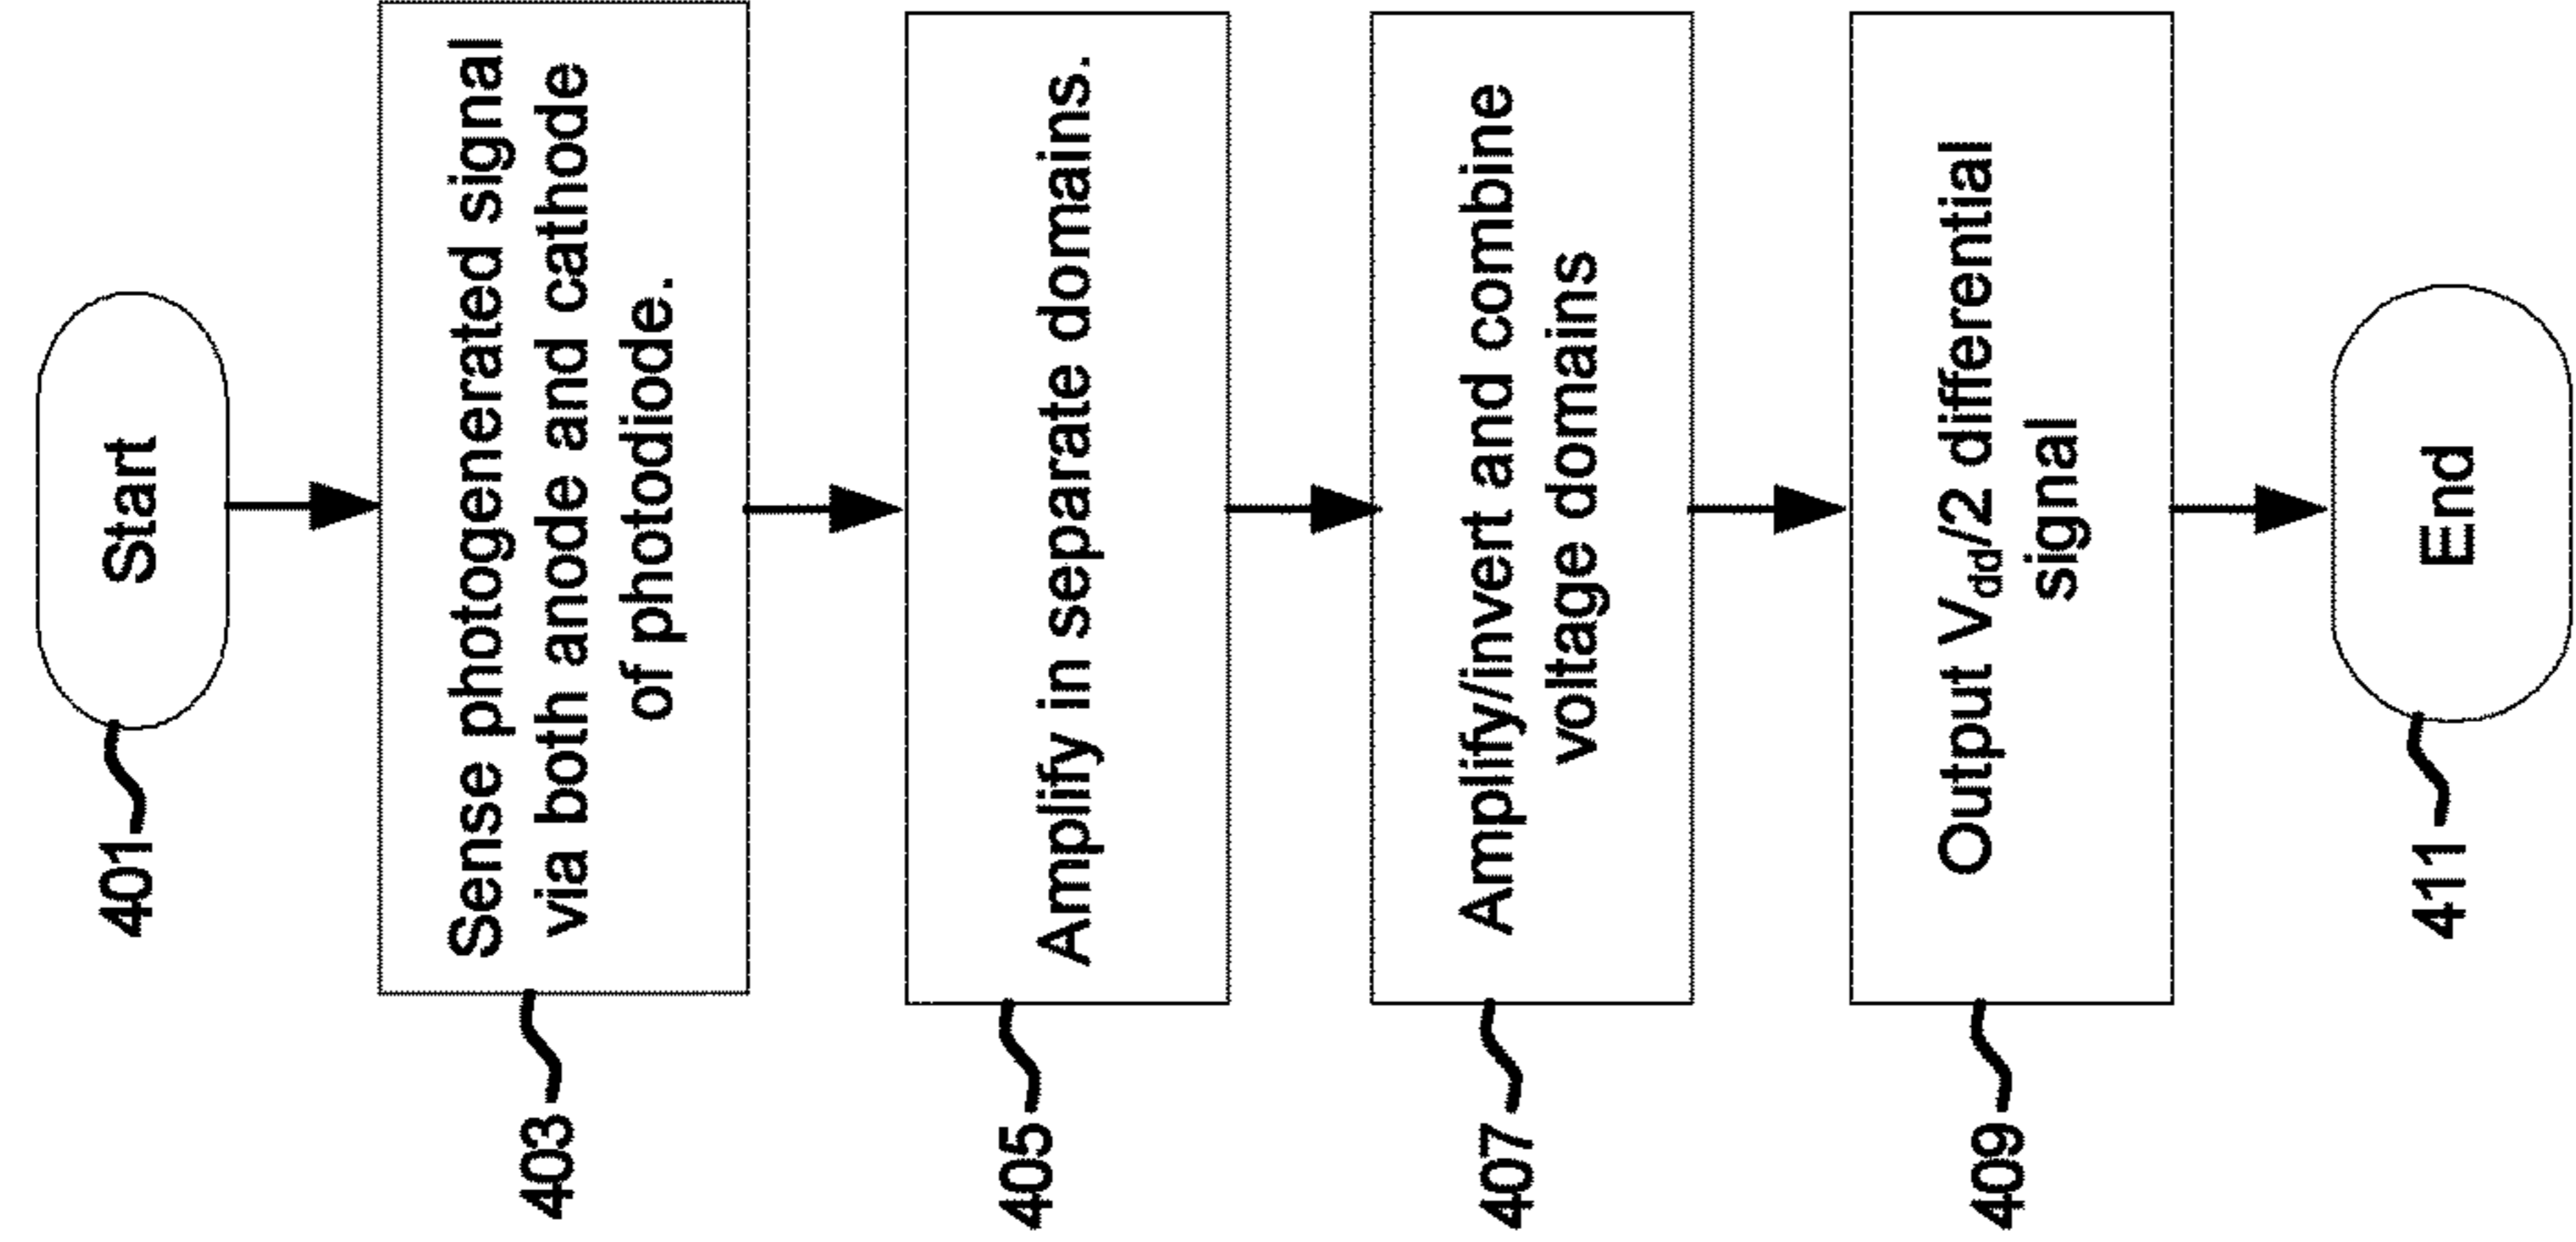 401
Start
403
Sense photogenerated signal
via both anode and cathode
of photodiode.
405
Amplify in separate domains.
407
Amplify/invert and combine
voltage domains
409
Output Vdd/2 differential
signal
411
End